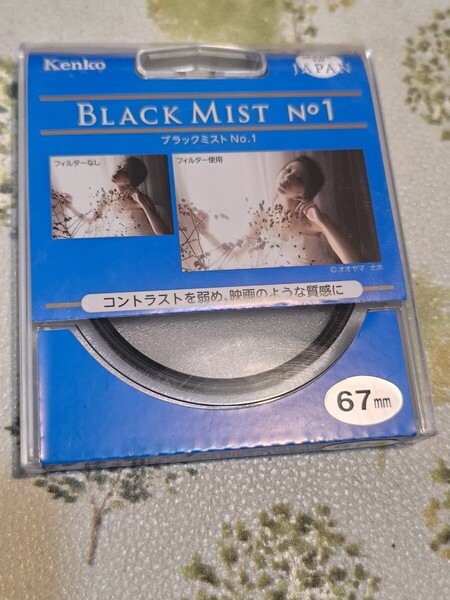 Kenko
JAPAN
BLACK MIST No1
ブラックミスト No.1
フィルターなし
フィルター使用
©オオヤマ ナホ
コントラストを弱め、映画のような質感に
67mm